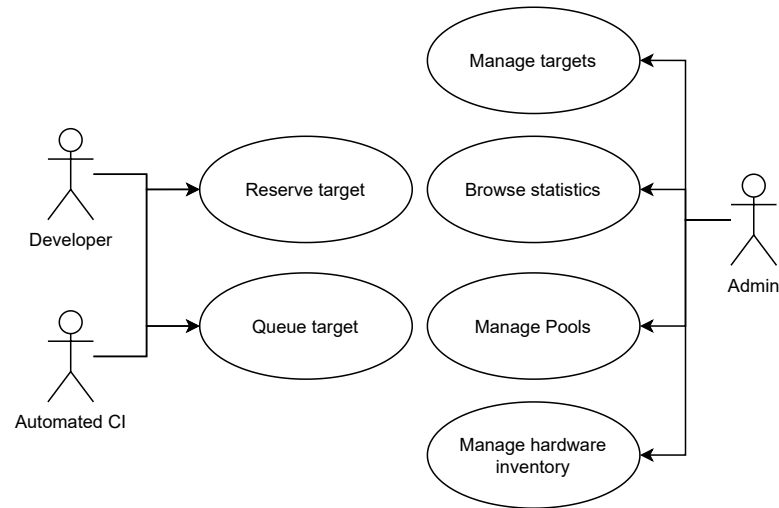 Manage targets
Reserve target
Browse statistics
Developer
Admin
Queue target
Manage Pools
Automated CI
Manage hardware
inventory